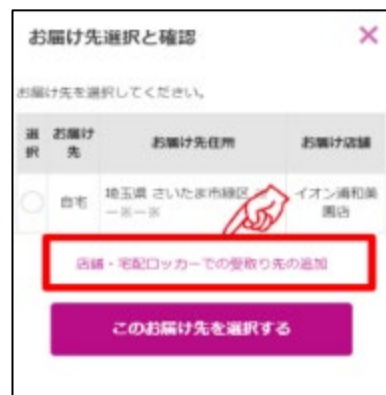 お届け先選択と確認
×
お届け先を選択してください。
選択 お届け先 お届け先住所 お届け店舗
自宅 埼玉県 さいたま市緑区 イオン浦和美園店
一※一※
店舗・宅配ロッカーでの受取り先の追加
このお届け先を選択する